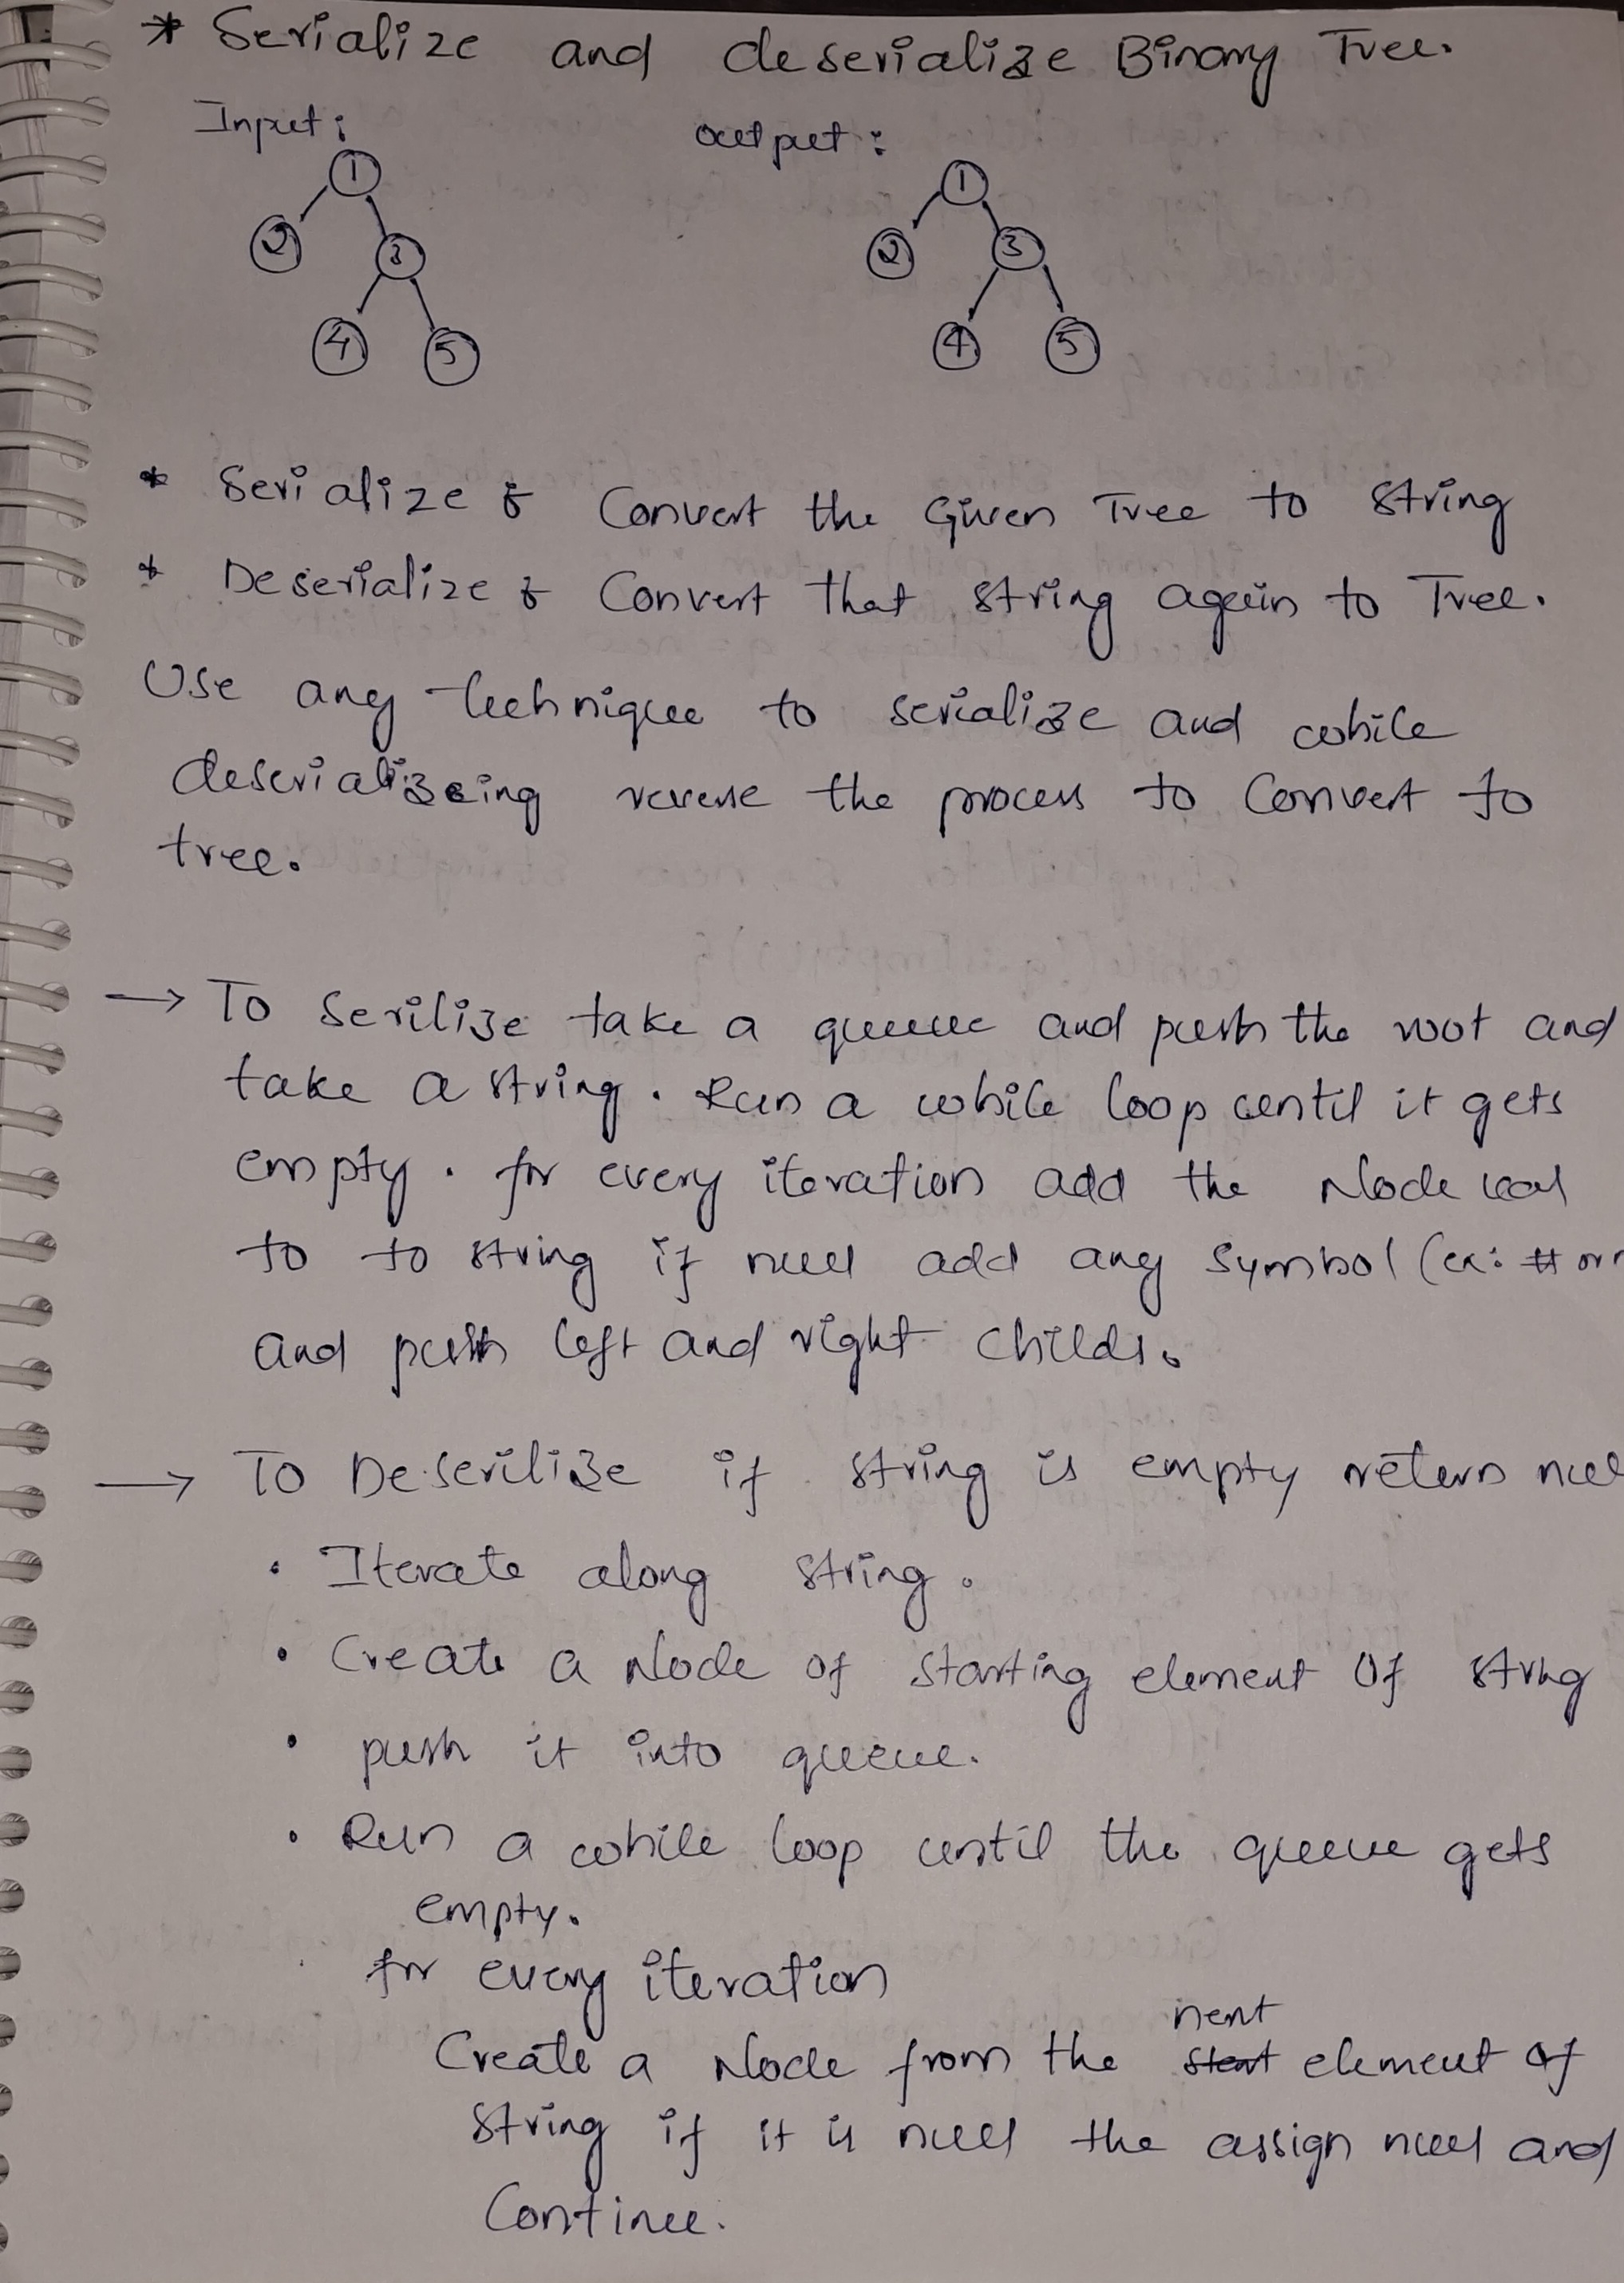 * Serialize and deserialize Binary Tree.
Input: Output:
1 1
2 3 2 3
4 5 4 5
* Serialize : Convert the Given Tree to string
* Deserialize : Convert that string again to Tree.
Use any technique to serialize and while
deserializeing reverse the process to Convert to
tree.
→ To Serilize take a queue and push the root and
take a string. Run a while loop until it gets
empty. for every iteration add the Node val
to to string if null add any symbol (ex: # or
and push left and right childs.
→ To Deserilize if string is empty return
• Iterate along string.
• Create a Node of starting element of string
• push it into queue.
• Run a while loop until the queue gets
empty.
for every iteration
next
Create a Node from the start element of
string if it is null the assign null and
Continue.